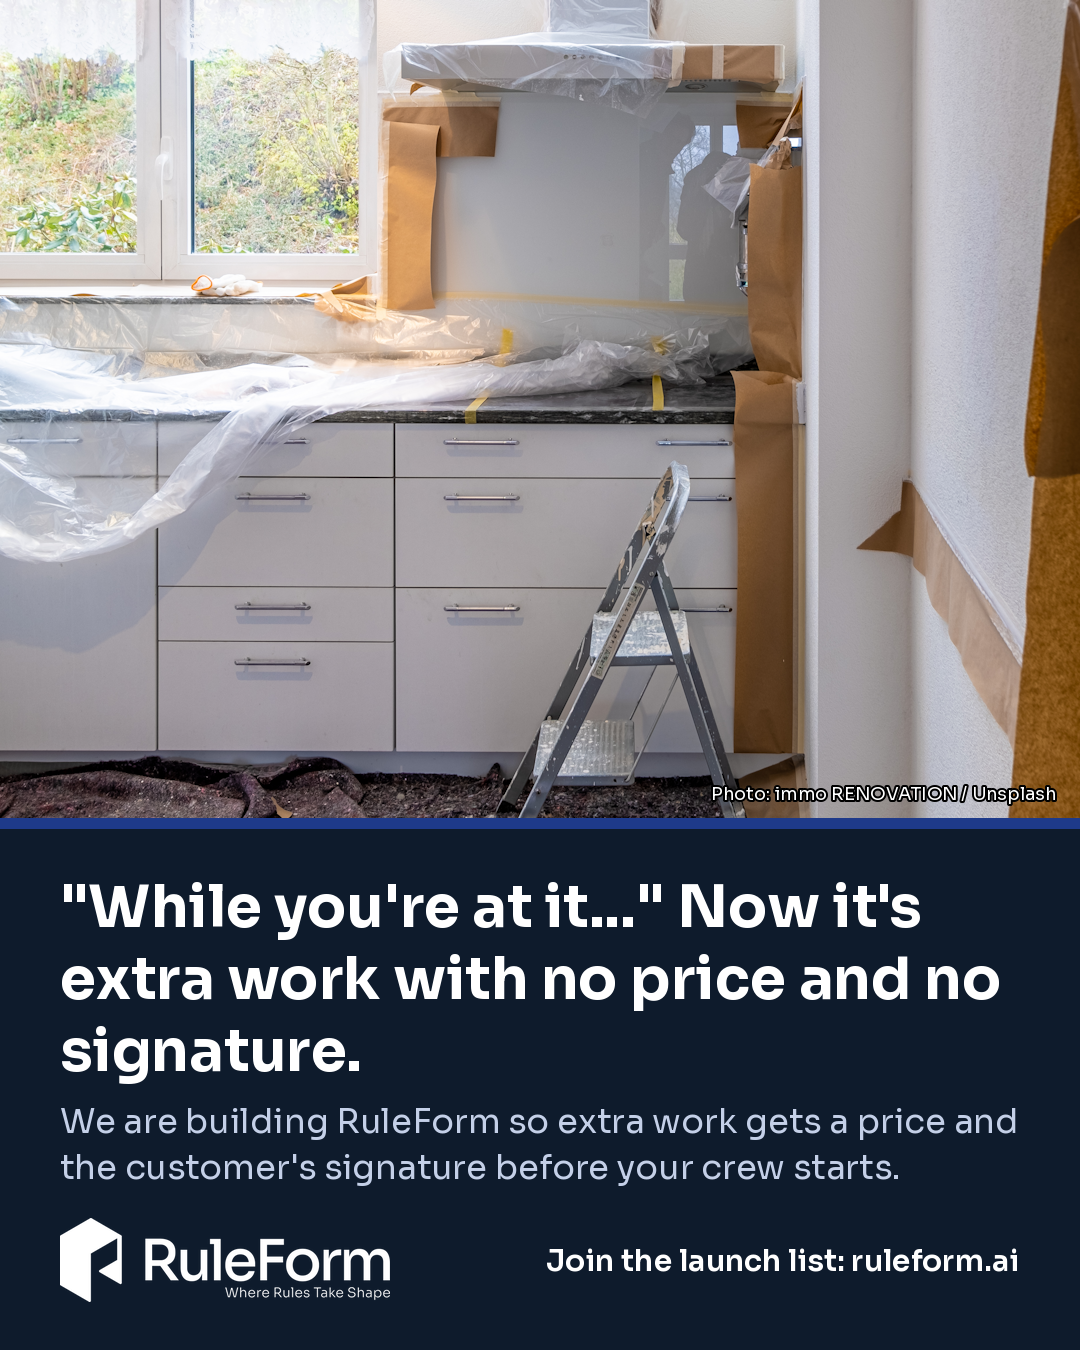 Photo: immo RENOVATION / Unsplash
"While you're at it..." Now it's
extra work with no price and no
signature.
We are building RuleForm so extra work gets a price and
the customer's signature before your crew starts.
RuleForm
Where Rules Take Shape
Join the launch list: ruleform.ai